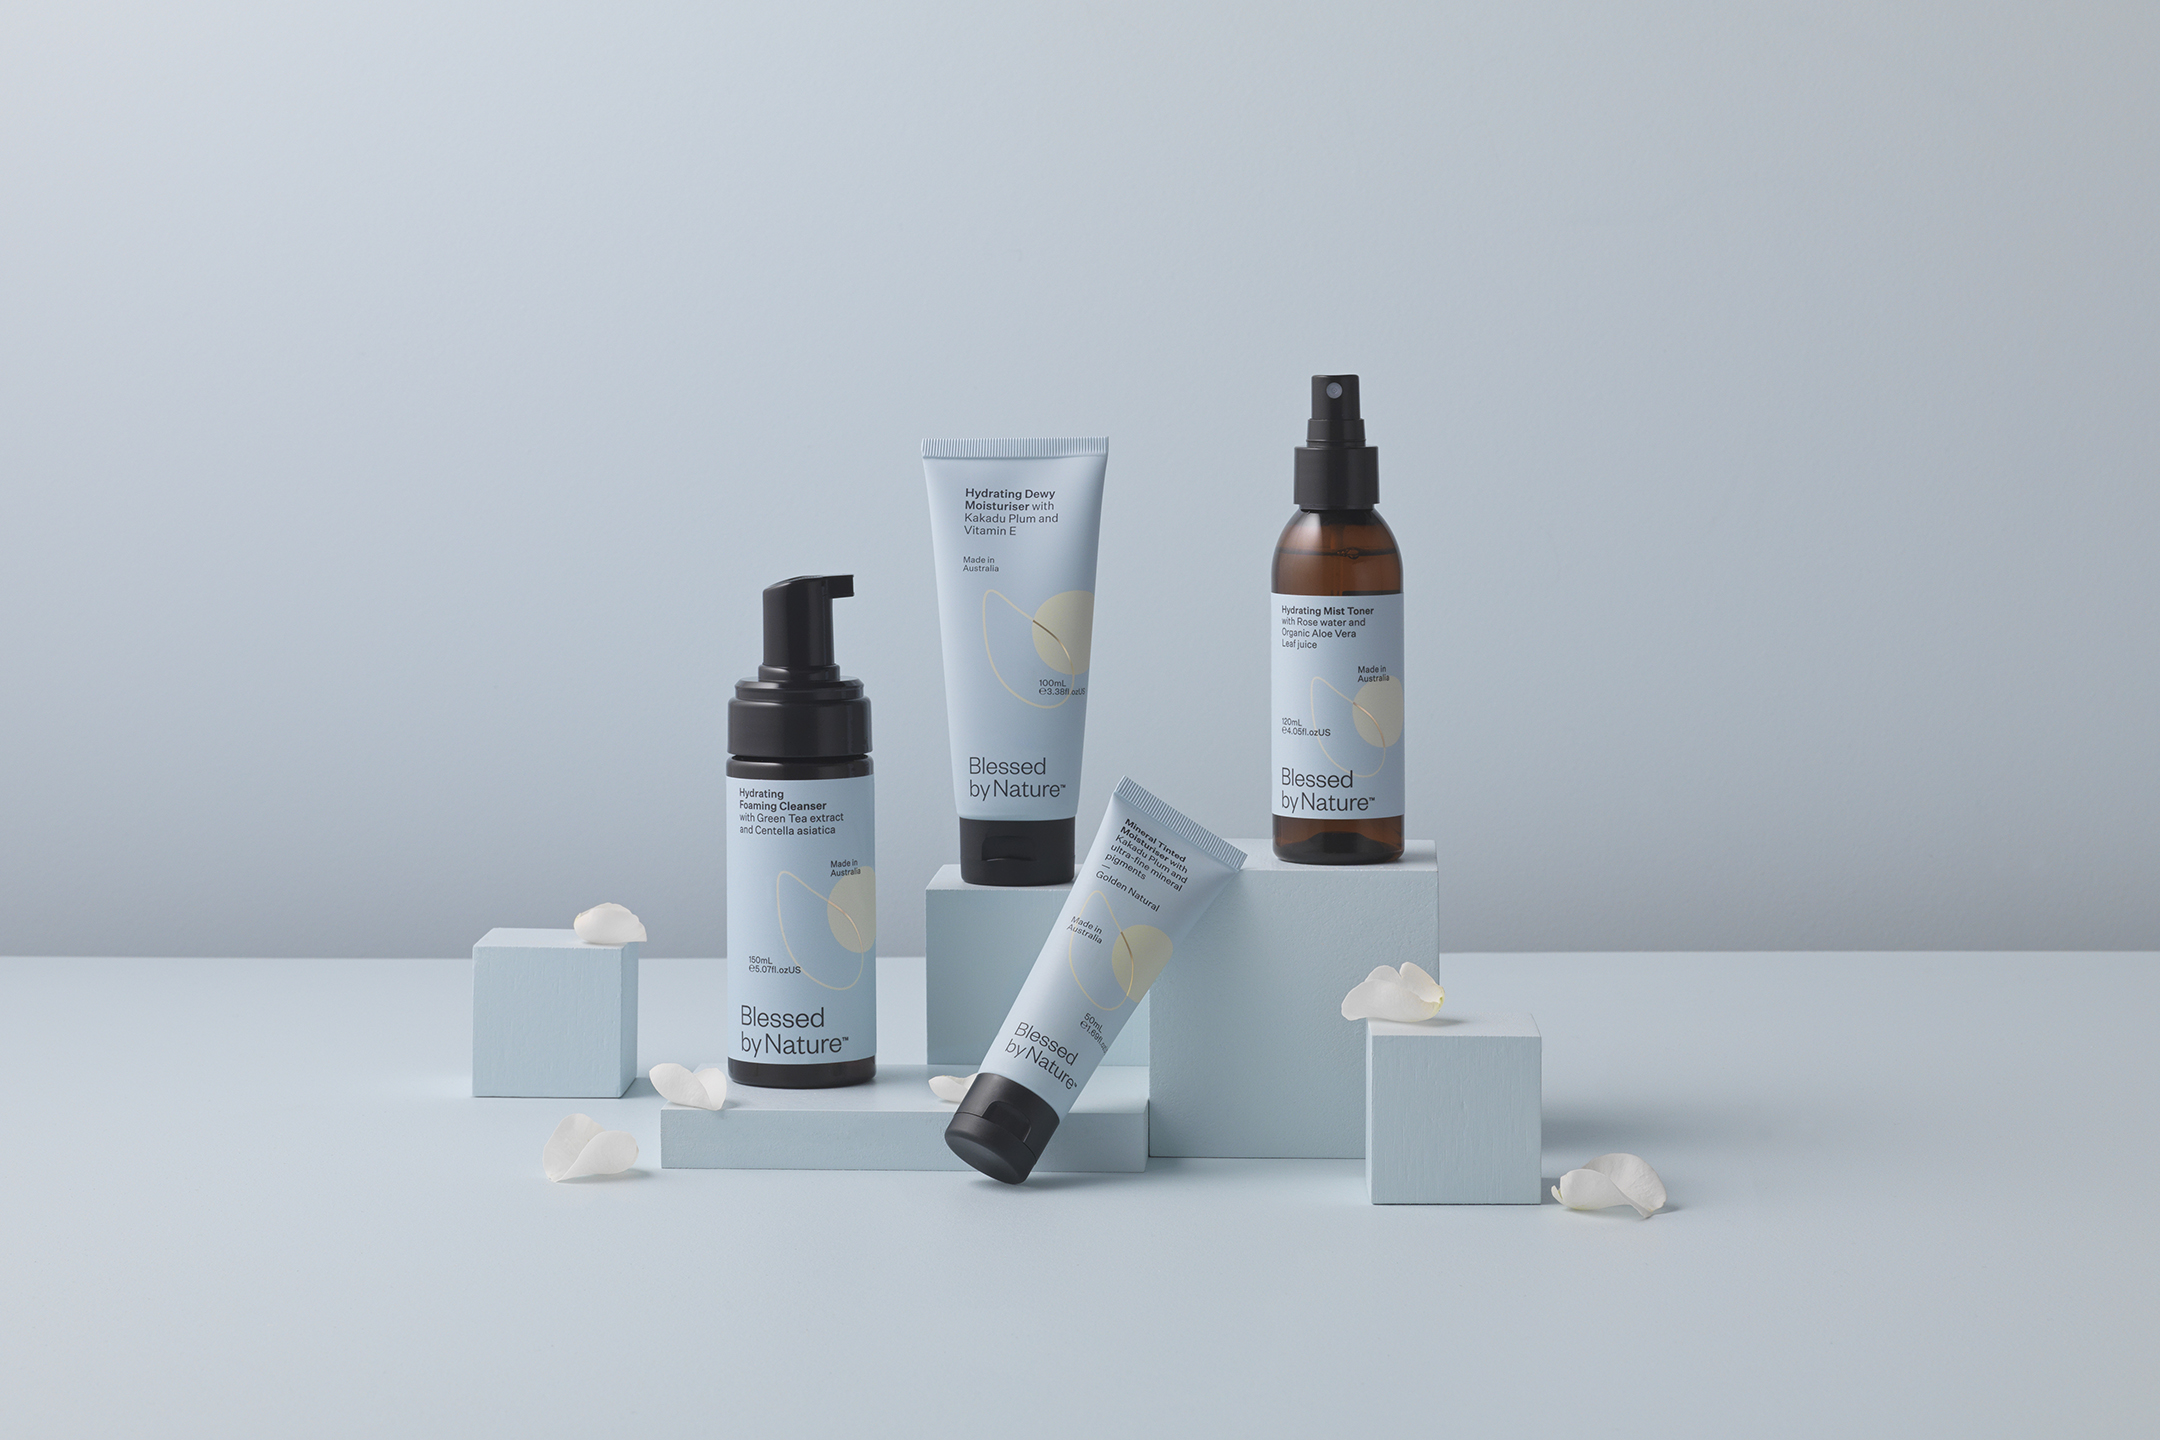 Hydrating
Foaming Cleanser
with Green Tea extract
and Centella asiatica
Made in
Australia
150mL
℮5.07fl.ozUS
Blessed
by Nature™
Hydrating Dewy
Moisturiser with
Kakadu Plum and
Vitamin E
Made in
Australia
100mL
℮3.38fl.ozUS
Blessed
by Nature™
Mineral Tinted
Moisturiser with
Kakadu Plum and
ultra-fine mineral
pigments
—
Golden Natural
Made in
Australia
50mL
℮1.69fl.oz
Blessed
by Nature™
Hydrating Mist Toner
with Rose water and
Organic Aloe Vera
Leaf juice
Made in
Australia
120mL
℮4.05fl.ozUS
Blessed
by Nature™